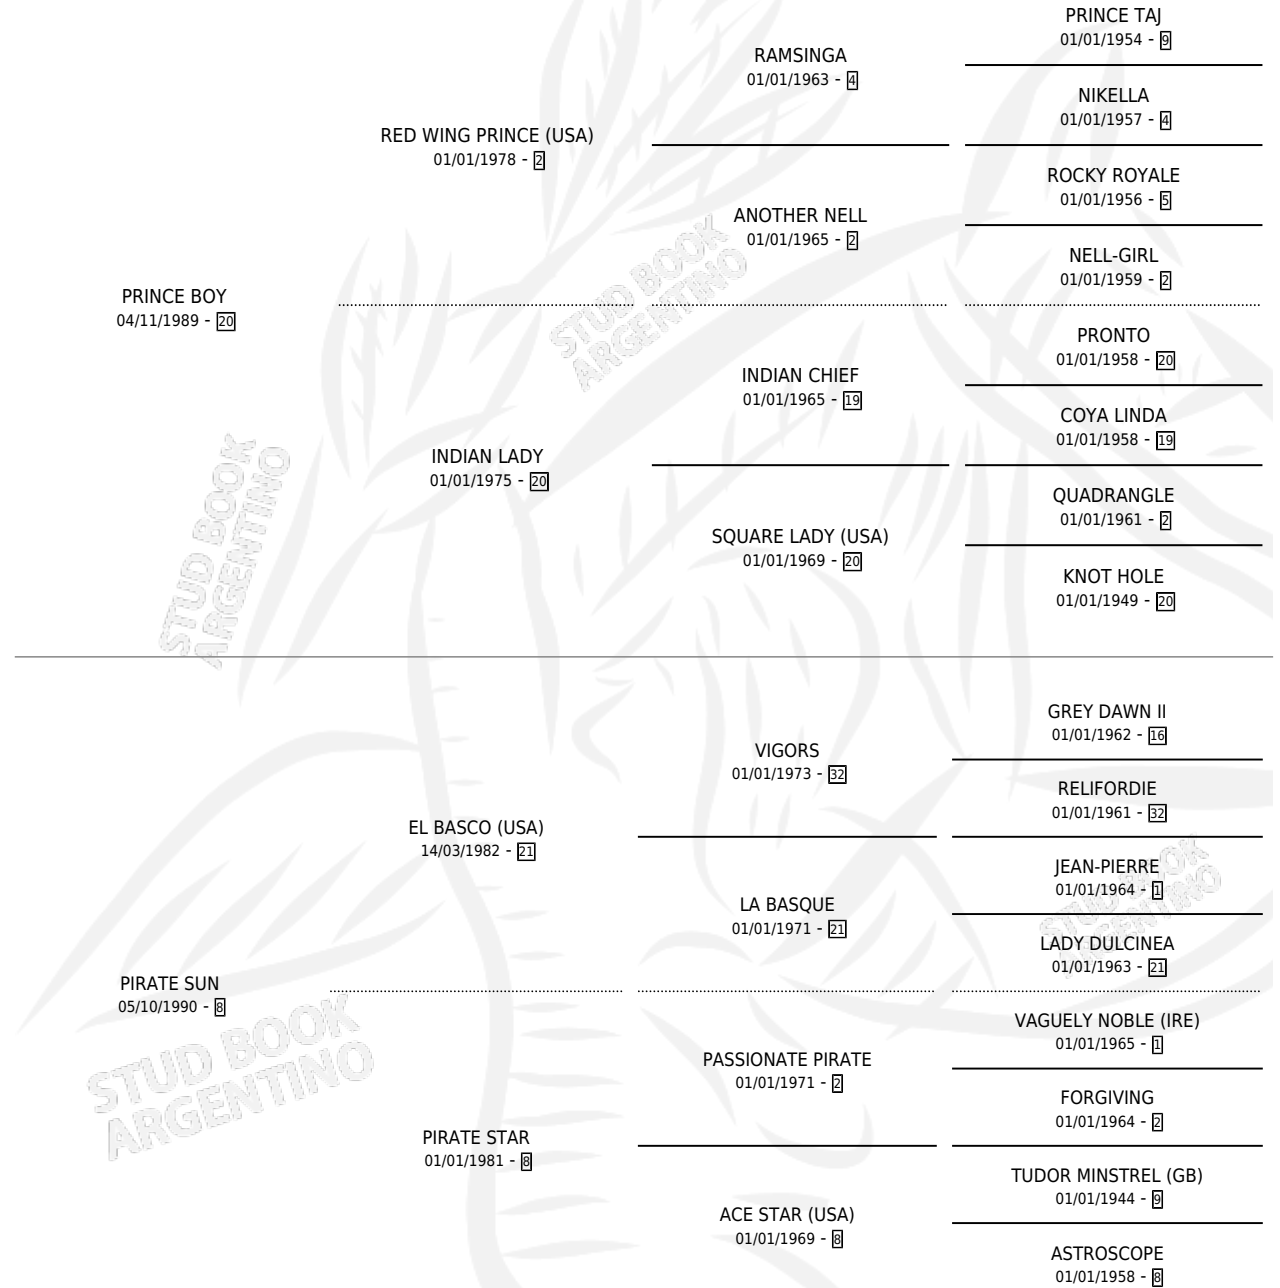 PRINCE TAJ
01/01/1954 - 9
RAMSINGA
01/01/1963 - 4
NIKELLA
01/01/1957 - 4
RED WING PRINCE (USA)
01/01/1978 - 2
ROCKY ROYALE
01/01/1956 - 5
ANOTHER NELL
01/01/1965 - 2
NELL-GIRL
01/01/1959 - 2
PRINCE BOY
04/11/1989 - 20
STUD BOOK
ARGENTINO
PRONTO
01/01/1958 - 20
INDIAN CHIEF
01/01/1965 - 19
COYA LINDA
01/01/1958 - 19
INDIAN LADY
01/01/1975 - 20
QUADRANGLE
01/01/1961 - 2
SQUARE LADY (USA)
01/01/1969 - 20
KNOT HOLE
01/01/1949 - 20
STUD BOOK
ARGENTINO
GREY DAWN II
01/01/1962 - 16
VIGORS
01/01/1973 - 32
RELIFORDIE
01/01/1961 - 32
EL BASCO (USA)
14/03/1982 - 21
JEAN-PIERRE
01/01/1964 - 1
LA BASQUE
01/01/1971 - 21
LADY DULCINEA
01/01/1963 - 21
STUD BOOK
ARGENTINO
PIRATE SUN
05/10/1990 - 8
VAGUELY NOBLE (IRE)
01/01/1965 - 1
PASSIONATE PIRATE
01/01/1971 - 2
FORGIVING
01/01/1964 - 2
STUD BOOK
ARGENTINO
PIRATE STAR
01/01/1981 - 8
TUDOR MINSTREL (GB)
01/01/1944 - 9
ACE STAR (USA)
01/01/1969 - 8
ASTROSCOPE
01/01/1958 - 8